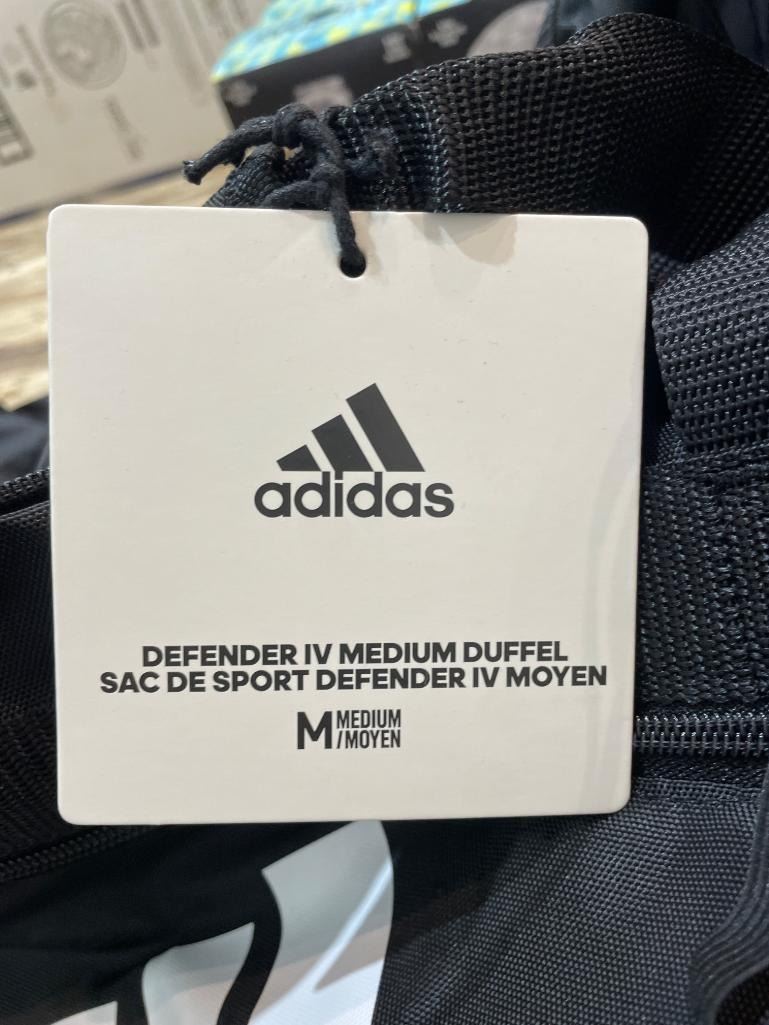 adidas
DEFENDER IV MEDIUM DUFFEL
SAC DE SPORT DEFENDER IV MOYEN
M MEDIUM
/MOYEN